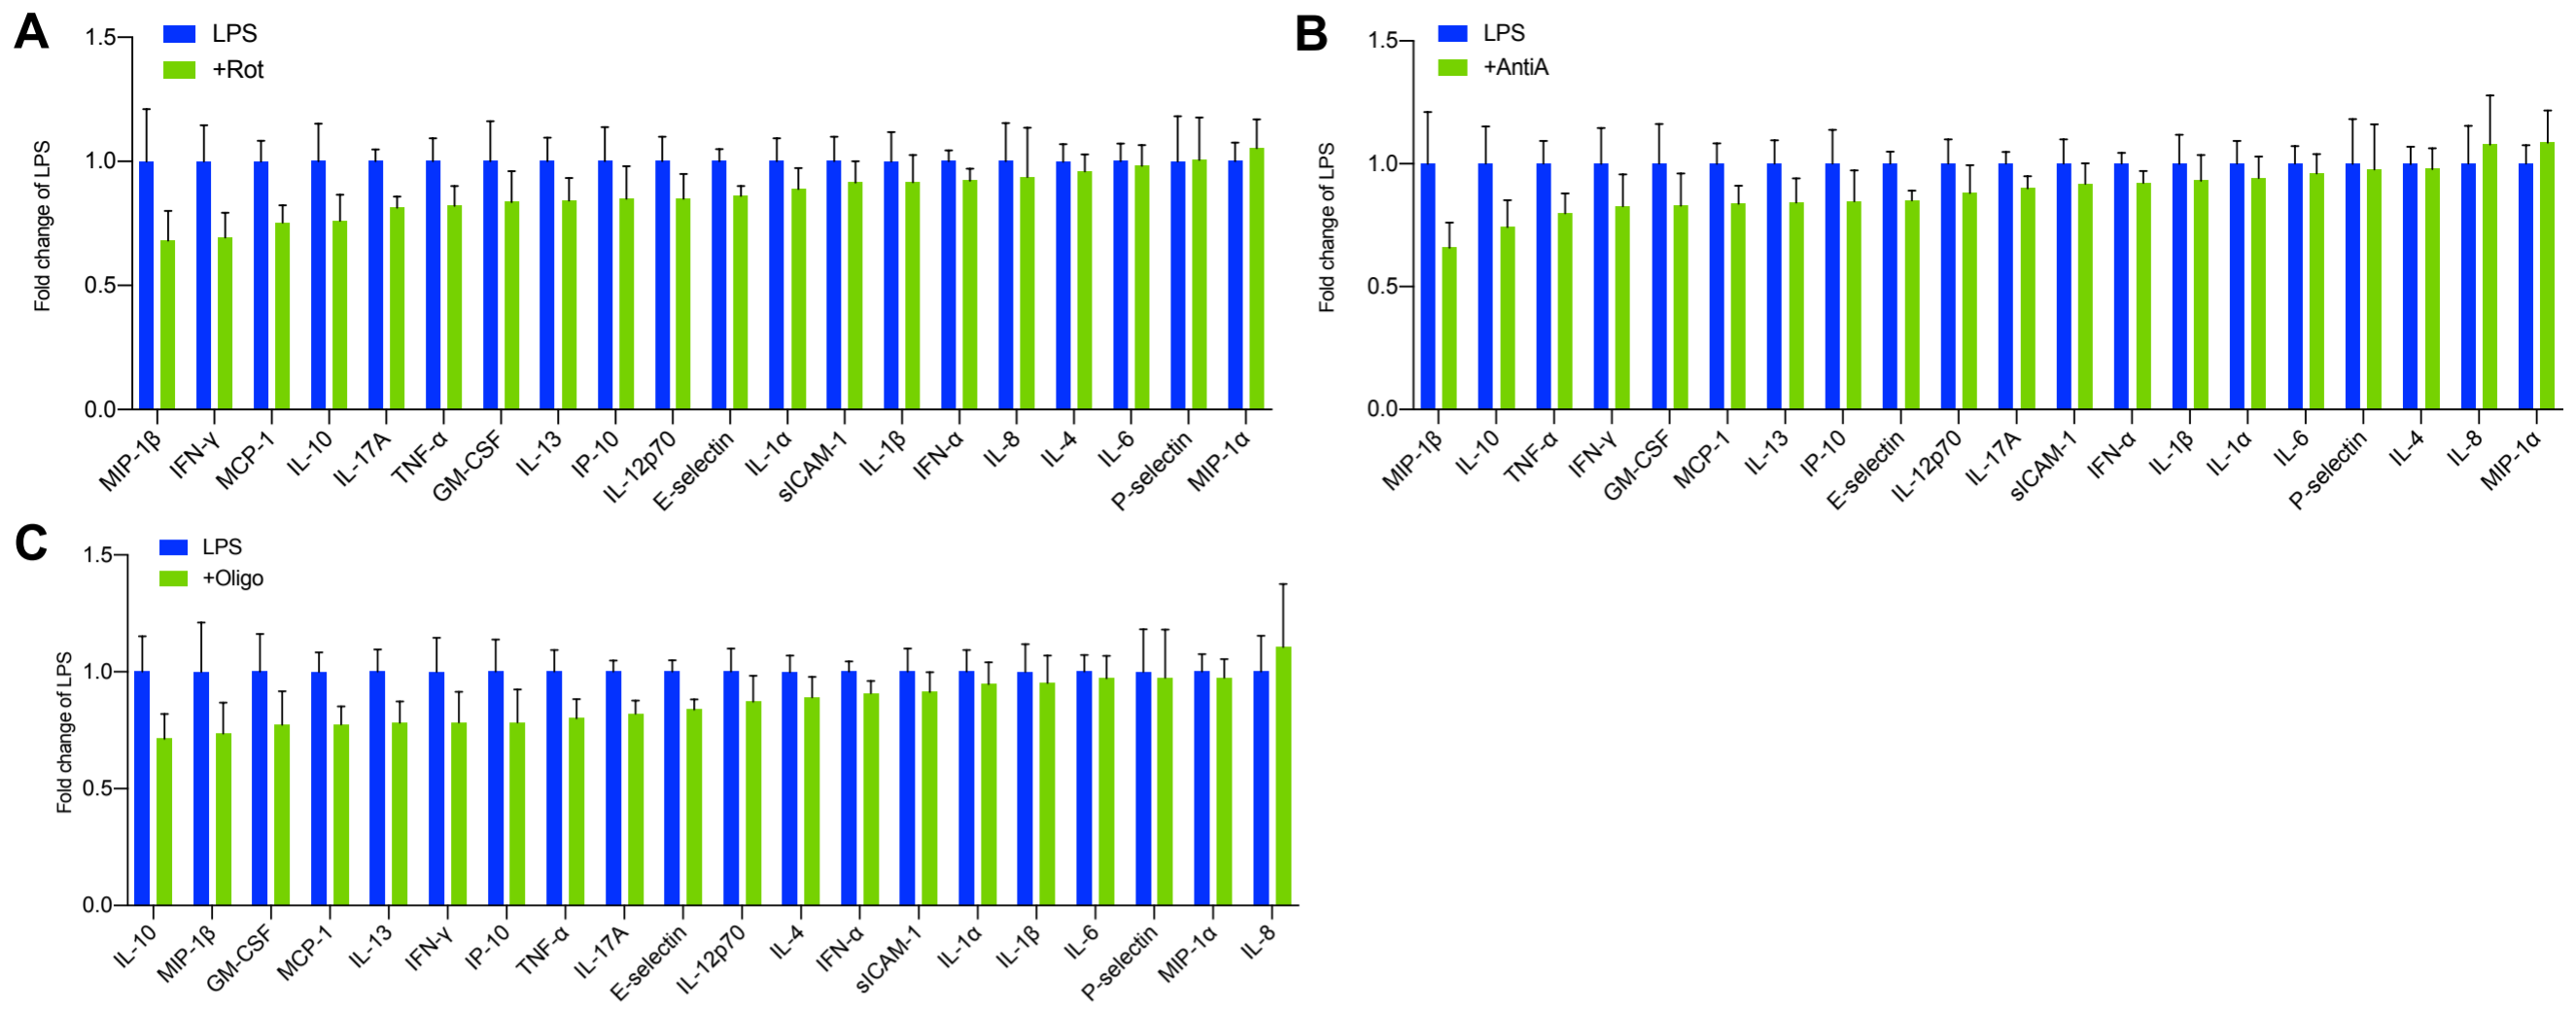 A
LPS
+Rot
Fold change of LPS
1.5
1.0
0.5
0.0
MIP-1β
IFN-γ
MCP-1
IL-10
IL-17A
TNF-α
GM-CSF
IL-13
IP-10
IL-12p70
E-selectin
IL-1α
sICAM-1
IL-1β
IFN-α
IL-8
IL-4
IL-6
P-selectin
MIP-1α
B
LPS
+AntiA
Fold change of LPS
1.5
1.0
0.5
0.0
MIP-1β
IL-10
TNF-α
IFN-γ
GM-CSF
MCP-1
IL-13
IP-10
E-selectin
IL-12p70
IL-17A
sICAM-1
IFN-α
IL-1β
IL-1α
IL-6
P-selectin
IL-4
IL-8
MIP-1α
C
LPS
+Oligo
Fold change of LPS
1.5
1.0
0.5
0.0
IL-10
MIP-1β
GM-CSF
MCP-1
IL-13
IFN-γ
IP-10
TNF-α
IL-17A
E-selectin
IL-12p70
IL-4
IFN-α
sICAM-1
IL-1α
IL-1β
IL-6
P-selectin
MIP-1α
IL-8